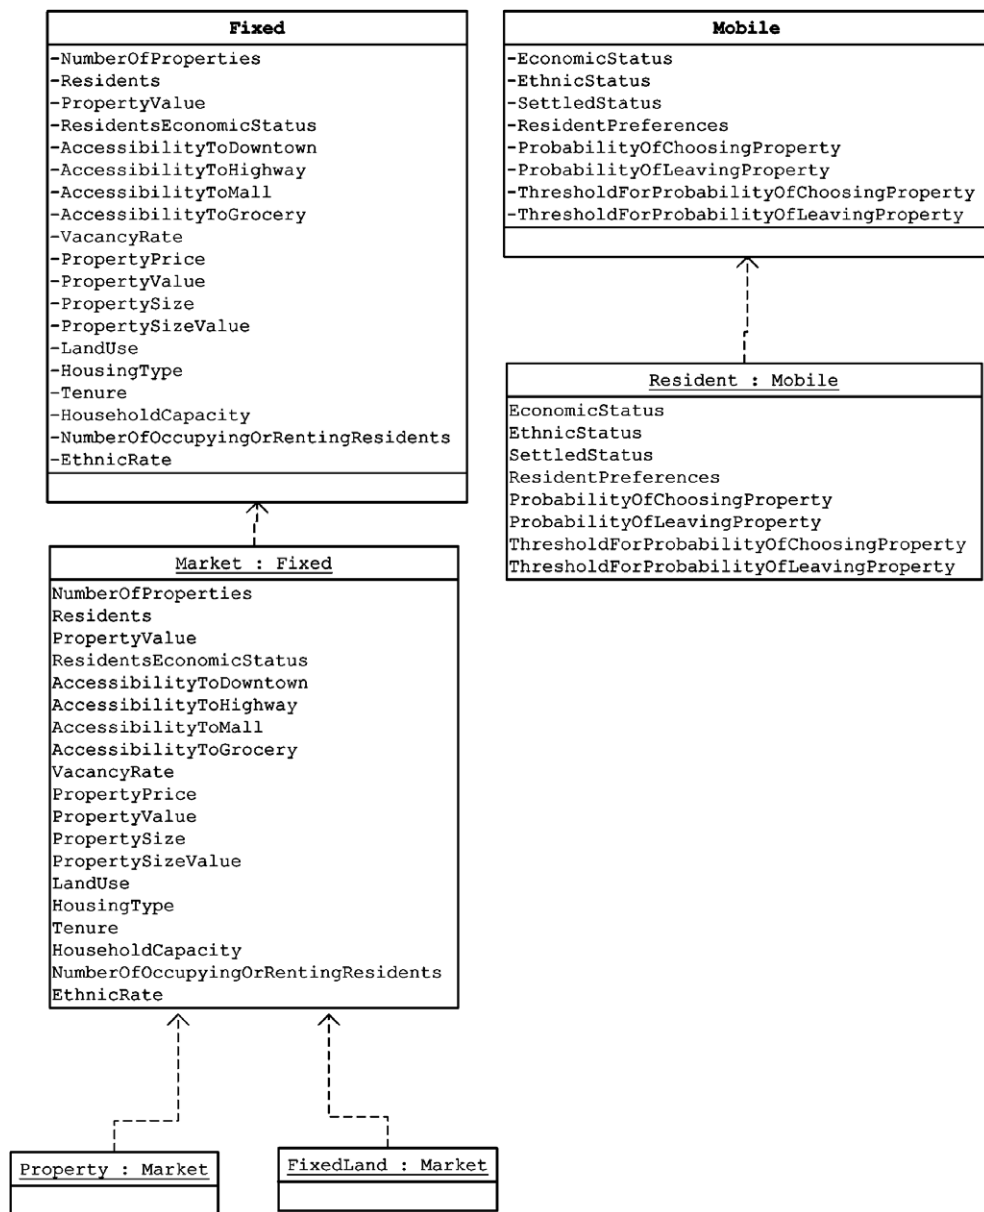 Fixed
-NumberOfProperties
-Residents
-PropertyValue
-ResidentsEconomicStatus
-AccessibilityToDowntown
-AccessibilityToHighway
-AccessibilityToMall
-AccessibilityToGrocery
-VacancyRate
-PropertyPrice
-PropertyValue
-PropertySize
-PropertySizeValue
-LandUse
-HousingType
-Tenure
-HouseholdCapacity
-NumberOfOccupyingOrRentingResidents
-EthnicRate
Mobile
-EconomicStatus
-EthnicStatus
-SettledStatus
-ResidentPreferences
-ProbabilityOfChoosingProperty
-ProbabilityOfLeavingProperty
-ThresholdForProbabilityOfChoosingProperty
-ThresholdForProbabilityOfLeavingProperty
Resident : Mobile
EconomicStatus
EthnicStatus
SettledStatus
ResidentPreferences
ProbabilityOfChoosingProperty
ProbabilityOfLeavingProperty
ThresholdForProbabilityOfChoosingProperty
ThresholdForProbabilityOfLeavingProperty
Market : Fixed
NumberOfProperties
Residents
PropertyValue
ResidentsEconomicStatus
AccessibilityToDowntown
AccessibilityToHighway
AccessibilityToMall
AccessibilityToGrocery
VacancyRate
PropertyPrice
PropertyValue
PropertySize
PropertySizeValue
LandUse
HousingType
Tenure
HouseholdCapacity
NumberOfOccupyingOrRentingResidents
EthnicRate
Property : Market
FixedLand : Market